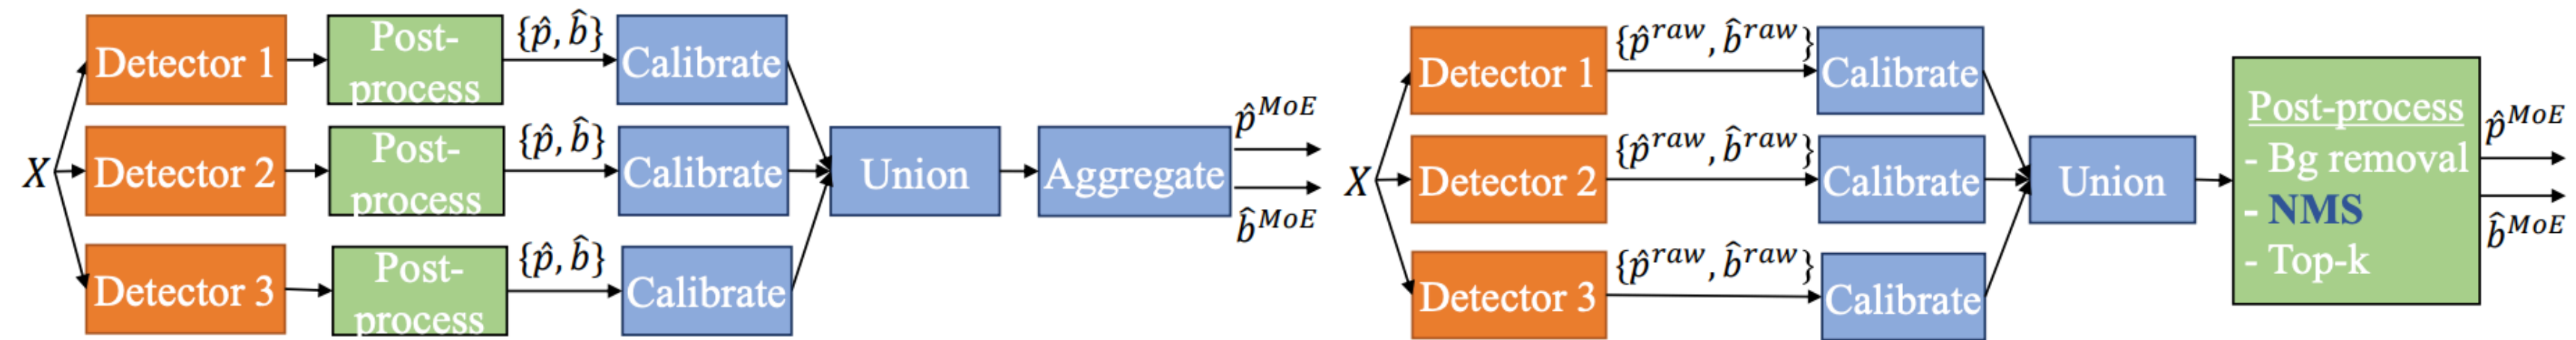 X
Detector 1
Post-
process
{p̂, b̂}
Calibrate
Detector 2
Post-
process
{p̂, b̂}
Calibrate
Detector 3
Post-
process
{p̂, b̂}
Calibrate
Union
Aggregate
p̂^MoE
b̂^MoE
X
Detector 1
{p̂^raw, b̂^raw}
Calibrate
Detector 2
{p̂^raw, b̂^raw}
Calibrate
Detector 3
{p̂^raw, b̂^raw}
Calibrate
Union
Post-process
- Bg removal
- NMS
- Top-k
p̂^MoE
b̂^MoE